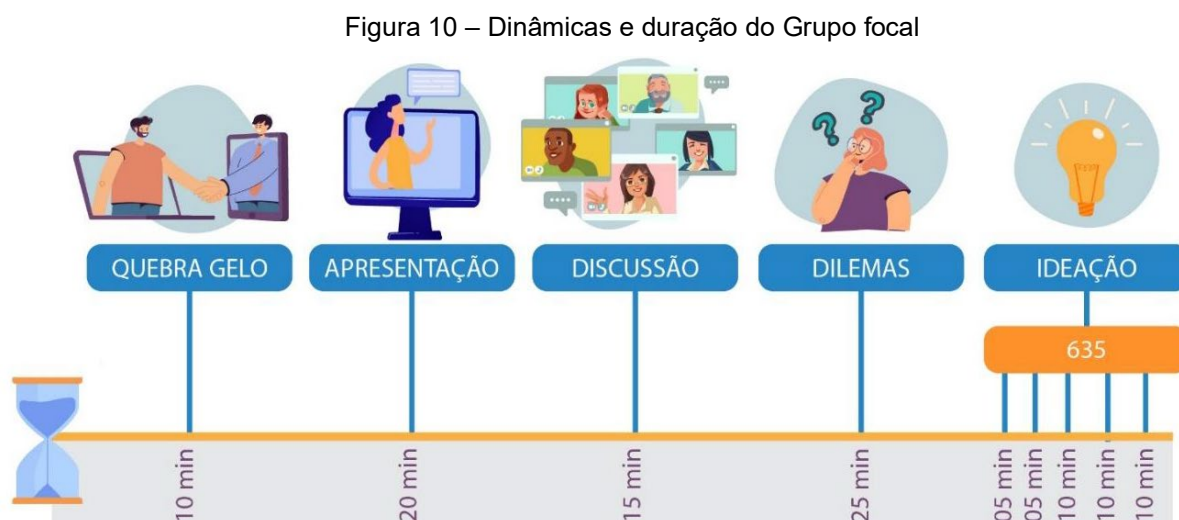 Figura 10 – Dinâmicas e duração do Grupo focal
QUEBRA GELO
APRESENTAÇÃO
DISCUSSÃO
DILEMAS
IDEAÇÃO
635
10 min
20 min
15 min
25 min
05 min
05 min
10 min
10 min
10 min